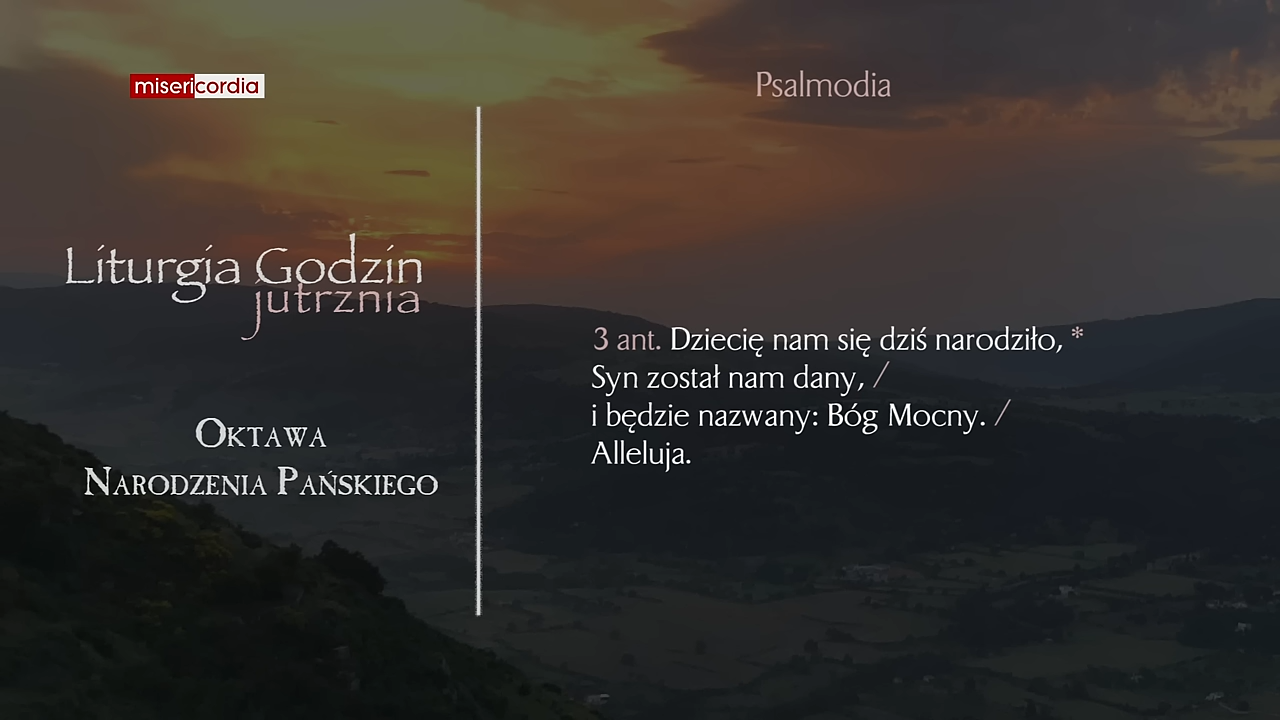 misericordia
Psalmodia
Liturgia Godzin
jutrznia
Oktawa
Narodzenia Pańskiego
3 ant. Dziecię nam się dziś narodziło, *
Syn został nam dany, /
i będzie nazwany: Bóg Mocny. /
Alleluja.